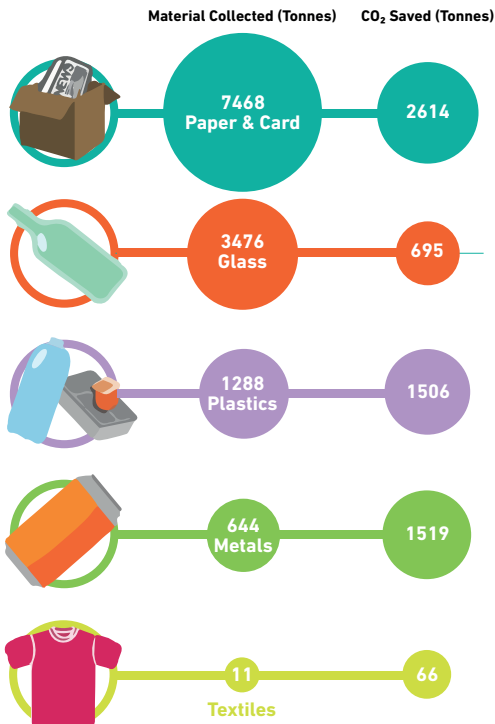 Material Collected (Tonnes) CO₂ Saved (Tonnes)
NEWS
7468
Paper & Card
2614
3476
Glass
695
1288
Plastics
1506
644
Metals
1519
11
Textiles
66